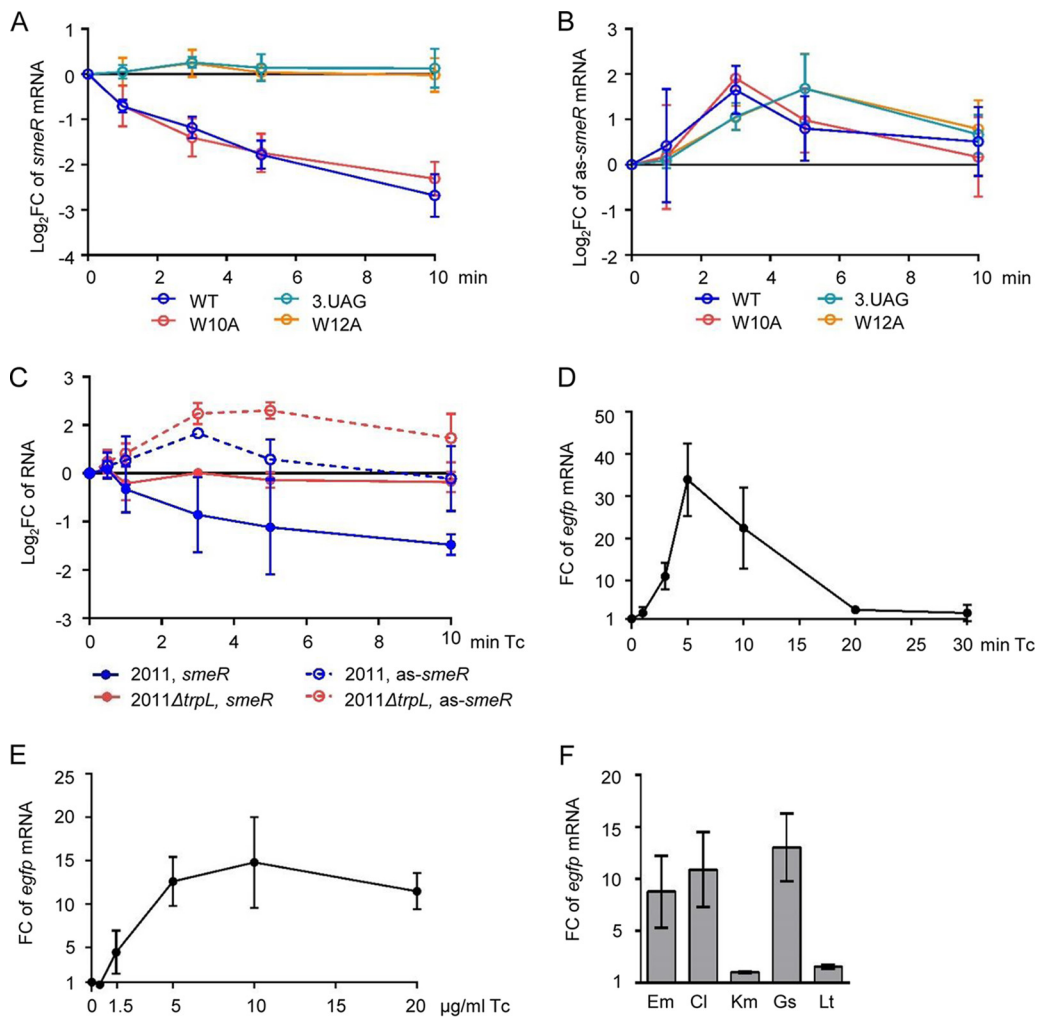 A
Log2FC of smeR mRNA
1
0
-1
-2
-3
-4
0 2 4 6 8 10 min
WT 3.UAG
W10A W12A
B
Log2FC of as-smeR mRNA
3
2
1
0
-1
-2
0 2 4 6 8 10 min
WT 3.UAG
W10A W12A
C
Log2FC of RNA
3
2
0
-1
-2
-3
0 2 4 6 8 10 min Tc
2011, smeR 2011, as-smeR
2011ΔtrpL, smeR 2011ΔtrpL, as-smeR
D
FC of egfp mRNA
50
40
30
20
10
1
0 5 10 15 20 25 30 min Tc
E
FC of egfp mRNA
25
20
15
10
5
1
0 1.5 5 10 15 20 µg/ml Tc
F
FC of egfp mRNA
20
15
10
5
1
Em Cl Km Gs Lt